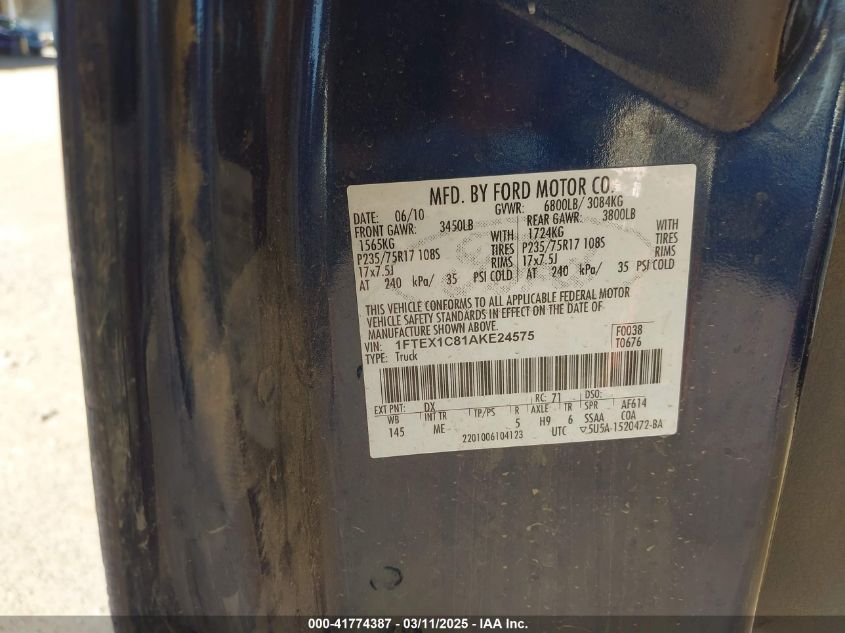 MFD. BY FORD MOTOR CO.
DATE: 06/10 GVWR: 6800LB/ 3084KG
FRONT GAWR: 3450LB REAR GAWR: 3800LB
1565KG WITH 1724KG WITH
P235/75R17 108S TIRES P235/75R17 108S TIRES
17x7.5J RIMS 17x7.5J RIMS
AT 240 kPa/ 35 PSI COLD AT 240 kPa/ 35 PSI COLD
THIS VEHICLE CONFORMS TO ALL APPLICABLE FEDERAL MOTOR
VEHICLE SAFETY STANDARDS IN EFFECT ON THE DATE OF
MANUFACTURE SHOWN ABOVE.
VIN: 1FTEX1C81AKE24575 F0038
TYPE: Truck T0676
EXT PNT: DX RC: 71 DSO:
WB INT TR TP/PS R AXLE TR SPR AF614
145 ME 5 H9 6 SSAA COA
2201006104123 UTC ▽5U5A-1520472-BA
000-41774387 - 03/11/2025 - IAA Inc.